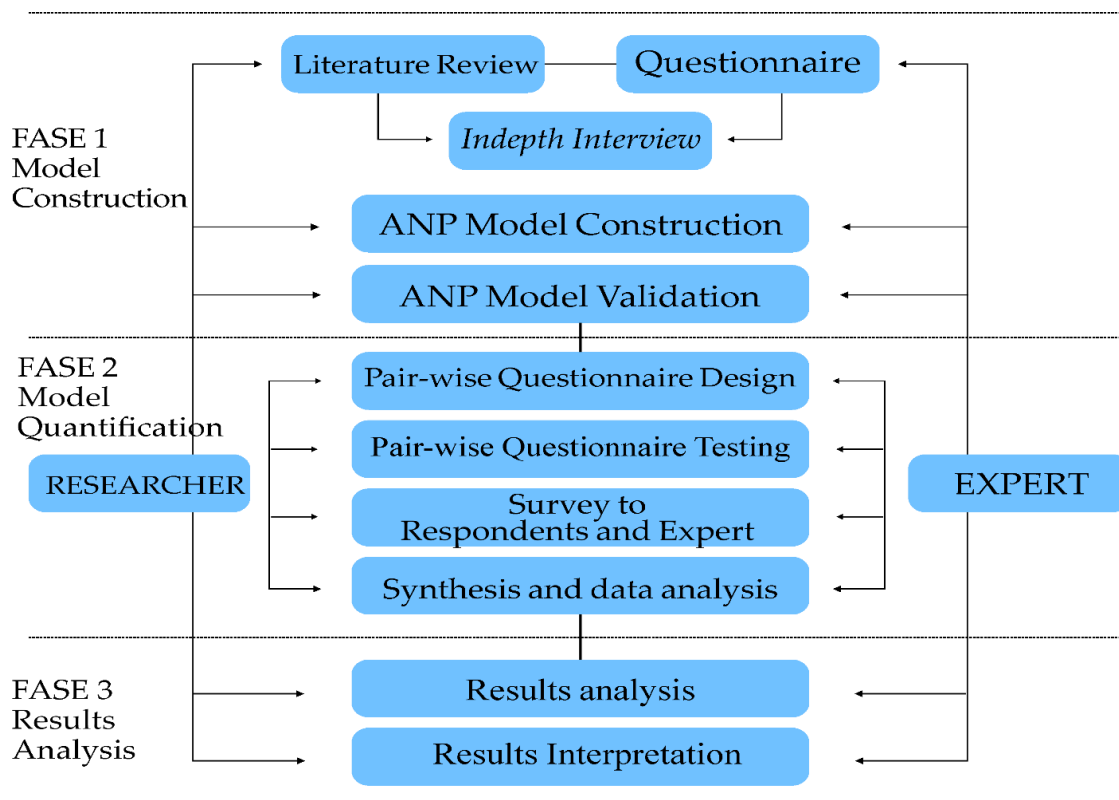 Literature Review
Questionnaire
Indepth Interview
FASE 1
Model
Construction
ANP Model Construction
ANP Model Validation
FASE 2
Model
Quantification
Pair-wise Questionnaire Design
Pair-wise Questionnaire Testing
RESEARCHER
Survey to
Respondents and Expert
EXPERT
Synthesis and data analysis
FASE 3
Results
Analysis
Results analysis
Results Interpretation